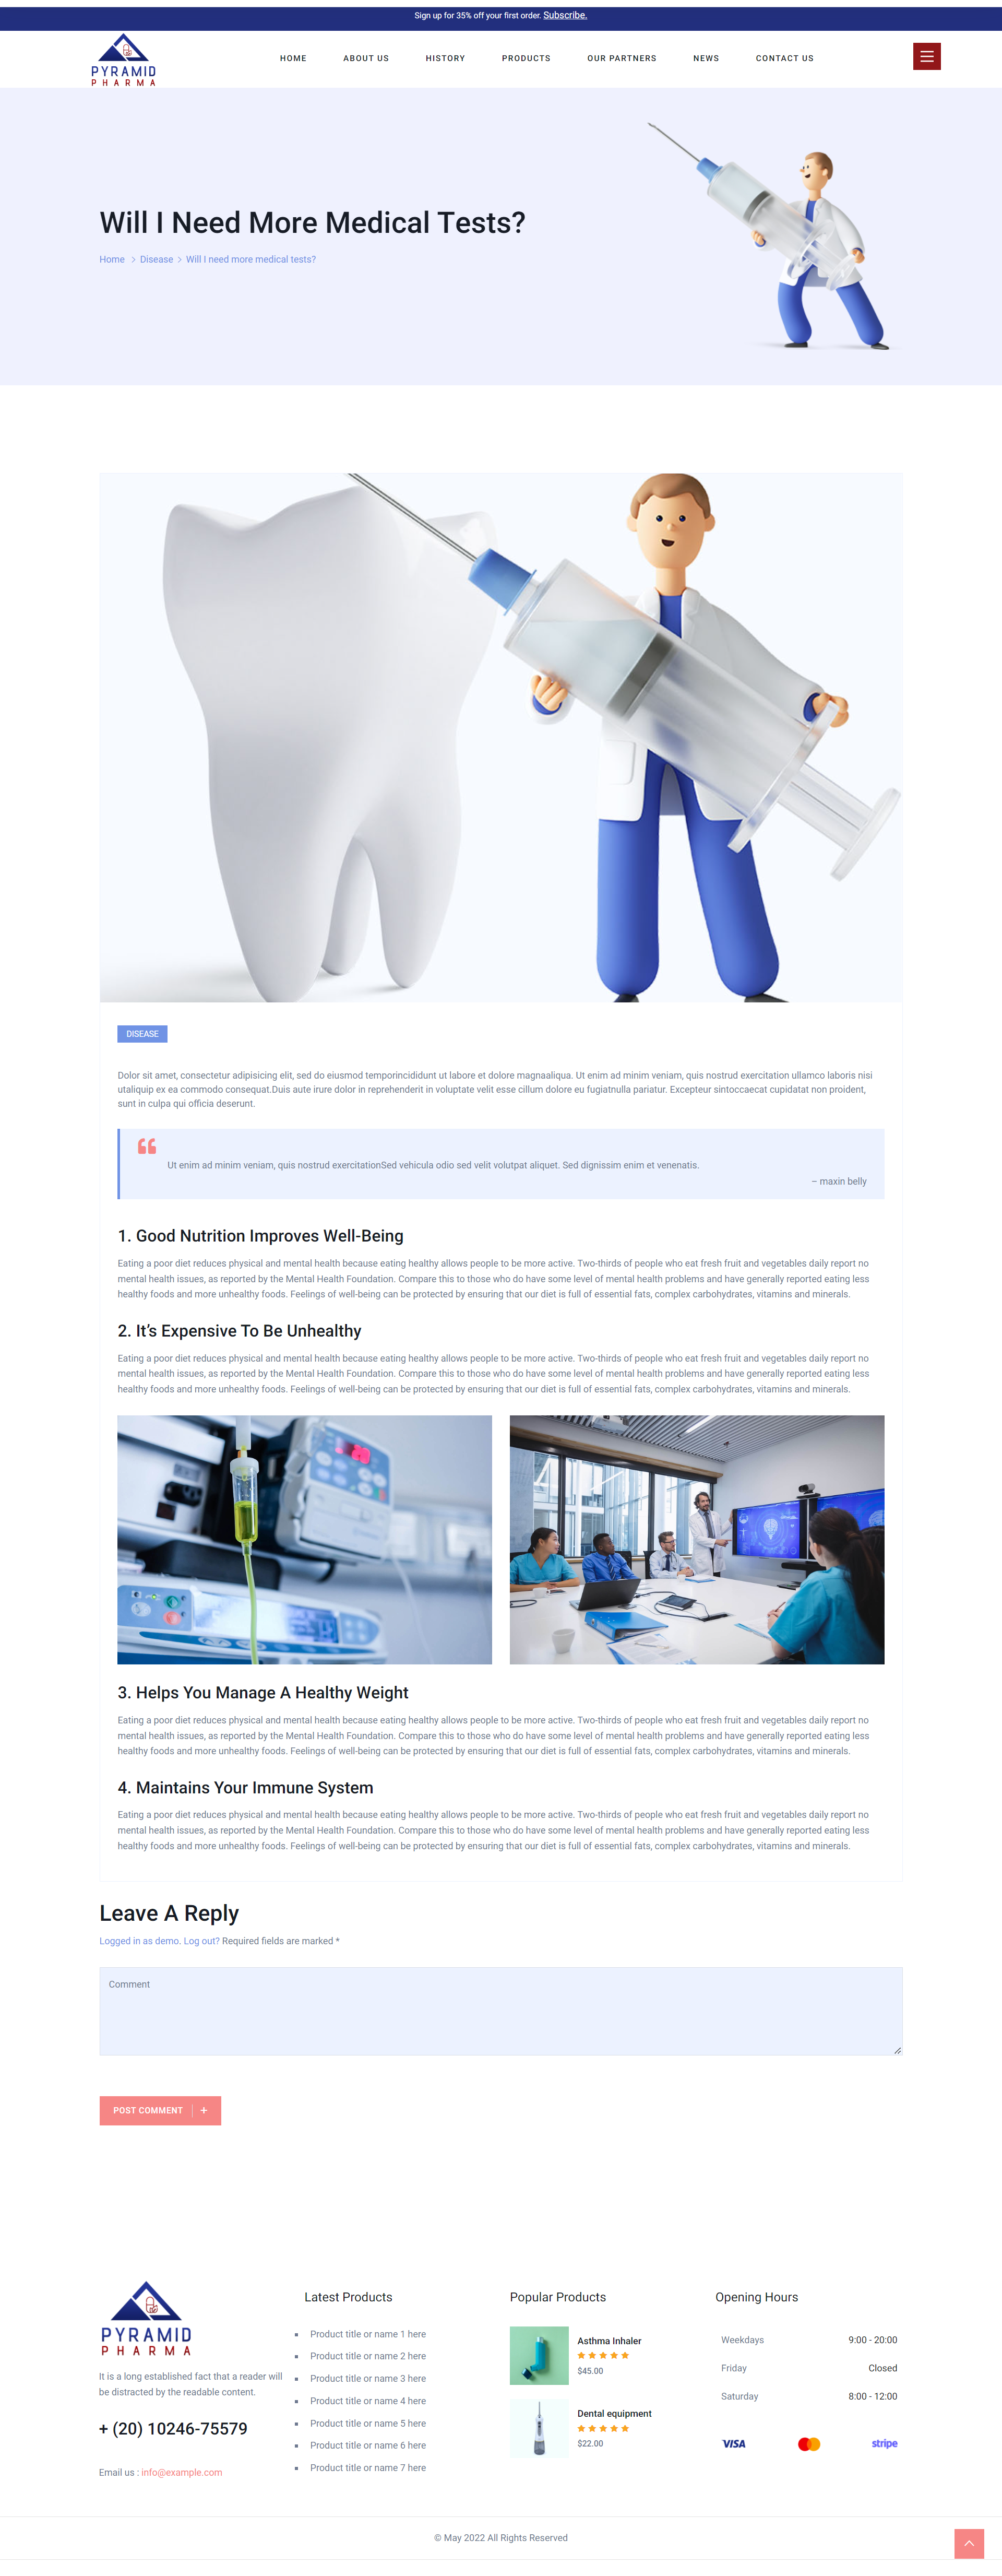 Sign up for 35% off your first order. Subscribe.
PYRAMID
PHARMA
HOME
ABOUT US
HISTORY
PRODUCTS
OUR PARTNERS
NEWS
CONTACT US
Will I Need More Medical Tests?
Home > Disease > Will I need more medical tests?
DISEASE
Dolor sit amet, consectetur adipisicing elit, sed do eiusmod temporincididunt ut labore et dolore magnaaliqua. Ut enim ad minim veniam, quis nostrud exercitation ullamco laboris nisi
utaliquip ex ea commodo consequat.Duis aute irure dolor in reprehenderit in voluptate velit esse cillum dolore eu fugiatnulla pariatur. Excepteur sintoccaecat cupidatat non proident,
sunt in culpa qui officia deserunt.
Ut enim ad minim veniam, quis nostrud exercitationSed vehicula odio sed velit volutpat aliquet. Sed dignissim enim et venenatis.
– maxin belly
1. Good Nutrition Improves Well-Being
Eating a poor diet reduces physical and mental health because eating healthy allows people to be more active. Two-thirds of people who eat fresh fruit and vegetables daily report no
mental health issues, as reported by the Mental Health Foundation. Compare this to those who do have some level of mental health problems and have generally reported eating less
healthy foods and more unhealthy foods. Feelings of well-being can be protected by ensuring that our diet is full of essential fats, complex carbohydrates, vitamins and minerals.
2. It's Expensive To Be Unhealthy
Eating a poor diet reduces physical and mental health because eating healthy allows people to be more active. Two-thirds of people who eat fresh fruit and vegetables daily report no
mental health issues, as reported by the Mental Health Foundation. Compare this to those who do have some level of mental health problems and have generally reported eating less
healthy foods and more unhealthy foods. Feelings of well-being can be protected by ensuring that our diet is full of essential fats, complex carbohydrates, vitamins and minerals.
3. Helps You Manage A Healthy Weight
Eating a poor diet reduces physical and mental health because eating healthy allows people to be more active. Two-thirds of people who eat fresh fruit and vegetables daily report no
mental health issues, as reported by the Mental Health Foundation. Compare this to those who do have some level of mental health problems and have generally reported eating less
healthy foods and more unhealthy foods. Feelings of well-being can be protected by ensuring that our diet is full of essential fats, complex carbohydrates, vitamins and minerals.
4. Maintains Your Immune System
Eating a poor diet reduces physical and mental health because eating healthy allows people to be more active. Two-thirds of people who eat fresh fruit and vegetables daily report no
mental health issues, as reported by the Mental Health Foundation. Compare this to those who do have some level of mental health problems and have generally reported eating less
healthy foods and more unhealthy foods. Feelings of well-being can be protected by ensuring that our diet is full of essential fats, complex carbohydrates, vitamins and minerals.
Leave A Reply
Logged in as demo. Log out? Required fields are marked *
Comment
POST COMMENT +
PYRAMID
PHARMA
It is a long established fact that a reader will
be distracted by the readable content.
+ (20) 10246-75579
Email us : info@example.com
Latest Products
Product title or name 1 here
Product title or name 2 here
Product title or name 3 here
Product title or name 4 here
Product title or name 5 here
Product title or name 6 here
Product title or name 7 here
Popular Products
Asthma Inhaler
$45.00
Dental equipment
$22.00
Opening Hours
Weekdays 9:00 - 20:00
Friday Closed
Saturday 8:00 - 12:00
VISA
stripe
© May 2022 All Rights Reserved